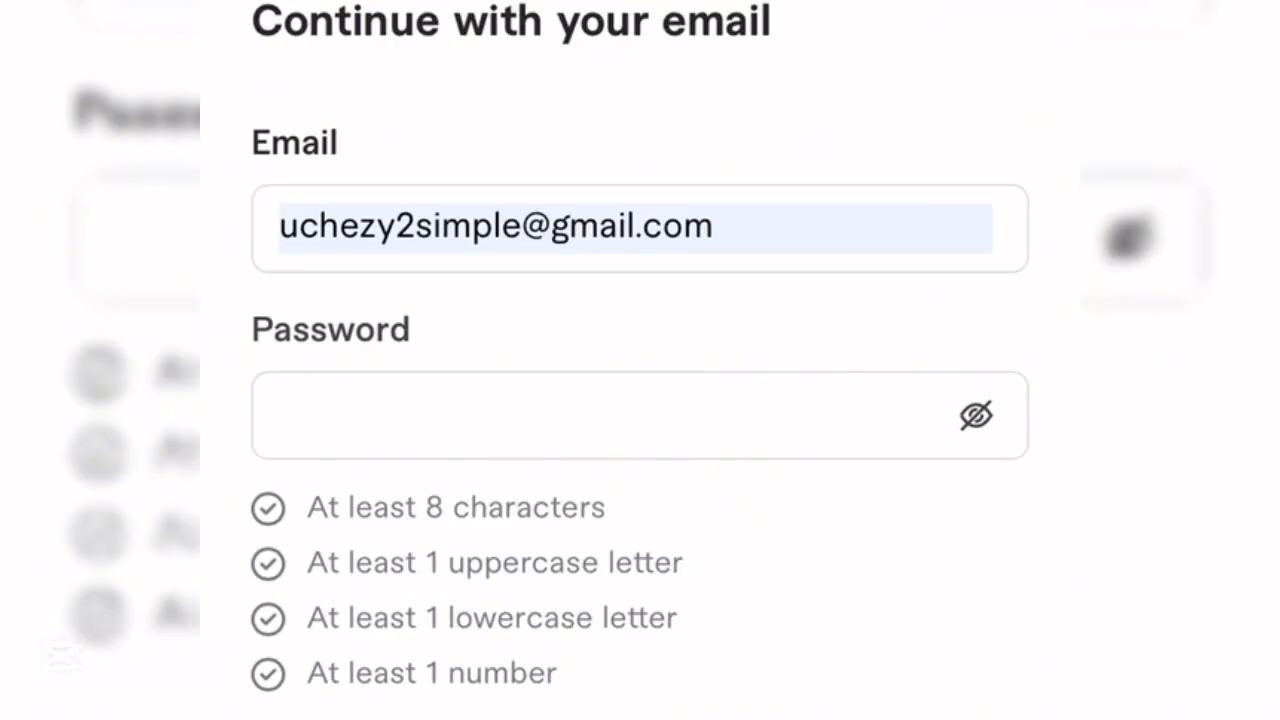 Continue with your email
Email
uchezy2simple@gmail.com
Password
At least 8 characters
At least 1 uppercase letter
At least 1 lowercase letter
At least 1 number